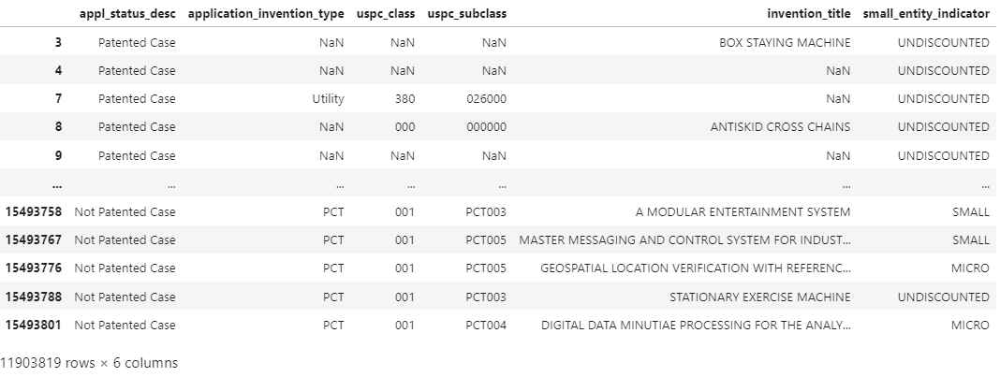 appl_status_desc application_invention_type uspc_class uspc_subclass invention_title small_entity_indicator
3 Patented Case NaN NaN NaN BOX STAYING MACHINE UNDISCOUNTED
4 Patented Case NaN NaN NaN NaN UNDISCOUNTED
7 Patented Case Utility 380 026000 NaN UNDISCOUNTED
8 Patented Case NaN 000 000000 ANTISKID CROSS CHAINS UNDISCOUNTED
9 Patented Case NaN NaN NaN NaN UNDISCOUNTED
... ... ... ... ... ... ...
15493758 Not Patented Case PCT 001 PCT003 A MODULAR ENTERTAINMENT SYSTEM SMALL
15493767 Not Patented Case PCT 001 PCT005 MASTER MESSAGING AND CONTROL SYSTEM FOR INDUST... SMALL
15493776 Not Patented Case PCT 001 PCT005 GEOSPATIAL LOCATION VERIFICATION WITH REFERENC... MICRO
15493788 Not Patented Case PCT 001 PCT003 STATIONARY EXERCISE MACHINE UNDISCOUNTED
15493801 Not Patented Case PCT 001 PCT004 DIGITAL DATA MINUTIAE PROCESSING FOR THE ANALY... MICRO
11903819 rows × 6 columns